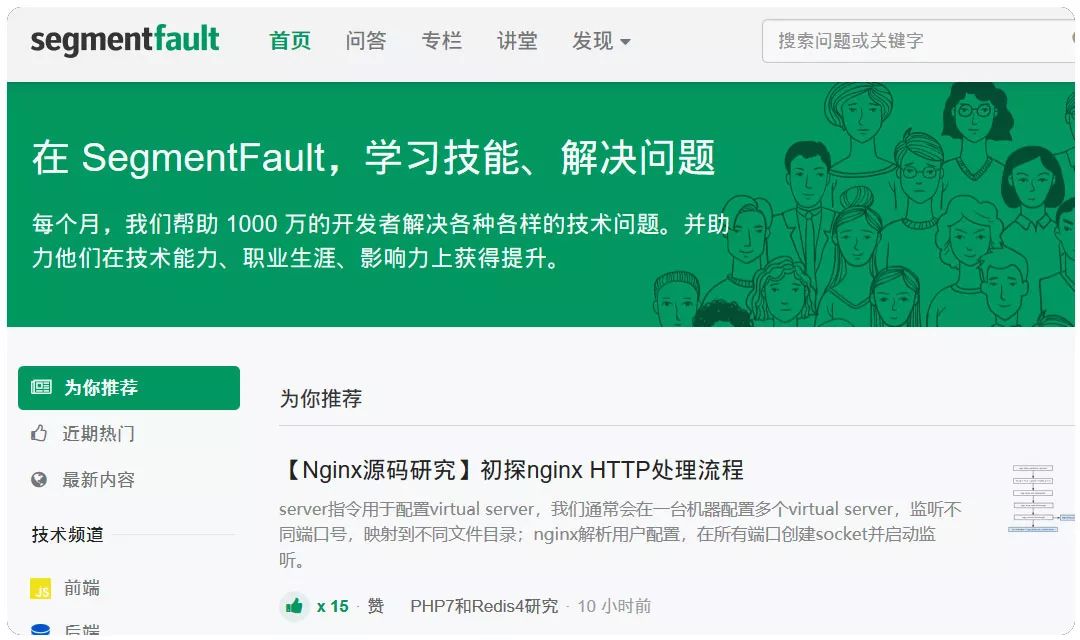 segmentfault 首页 问答 专栏 讲堂 发现 搜索问题或关键字
在 SegmentFault，学习技能、解决问题
每个月，我们帮助 1000 万的开发者解决各种各样的技术问题。并助
力他们在技术能力、职业生涯、影响力上获得提升。
为你推荐
近期热门
最新内容
技术频道
JS 前端
后端
为你推荐
【Nginx源码研究】初探nginx HTTP处理流程
server指令用于配置virtual server，我们通常会在一台机器配置多个virtual server，监听不
同端口号，映射到不同文件目录；nginx解析用户配置，在所有端口创建socket并启动监
听。
x 15 · 赞 PHP7和Redis4研究 · 10 小时前